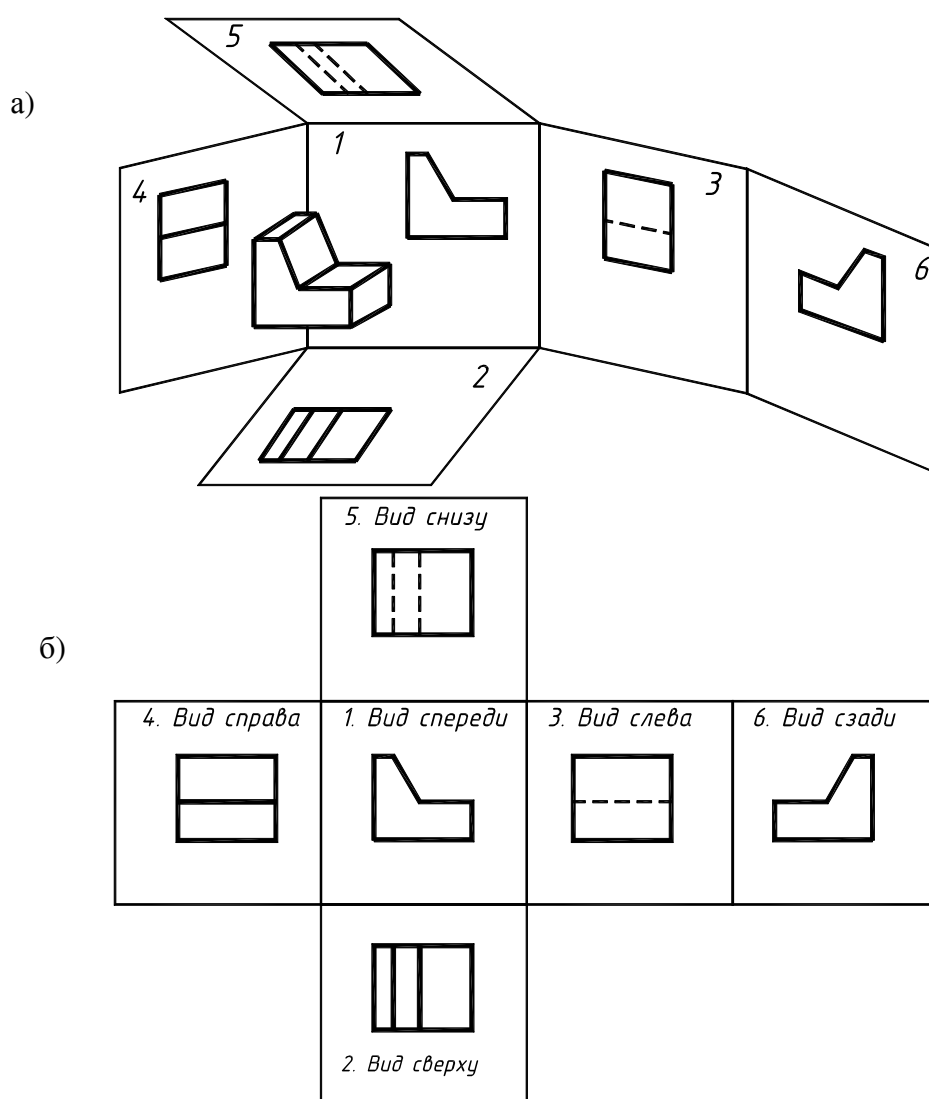 5
а)
1
4
3
6
2
5. Вид снизу
б)
4. Вид справа
1. Вид спереди
3. Вид слева
6. Вид сзади
2. Вид сверху